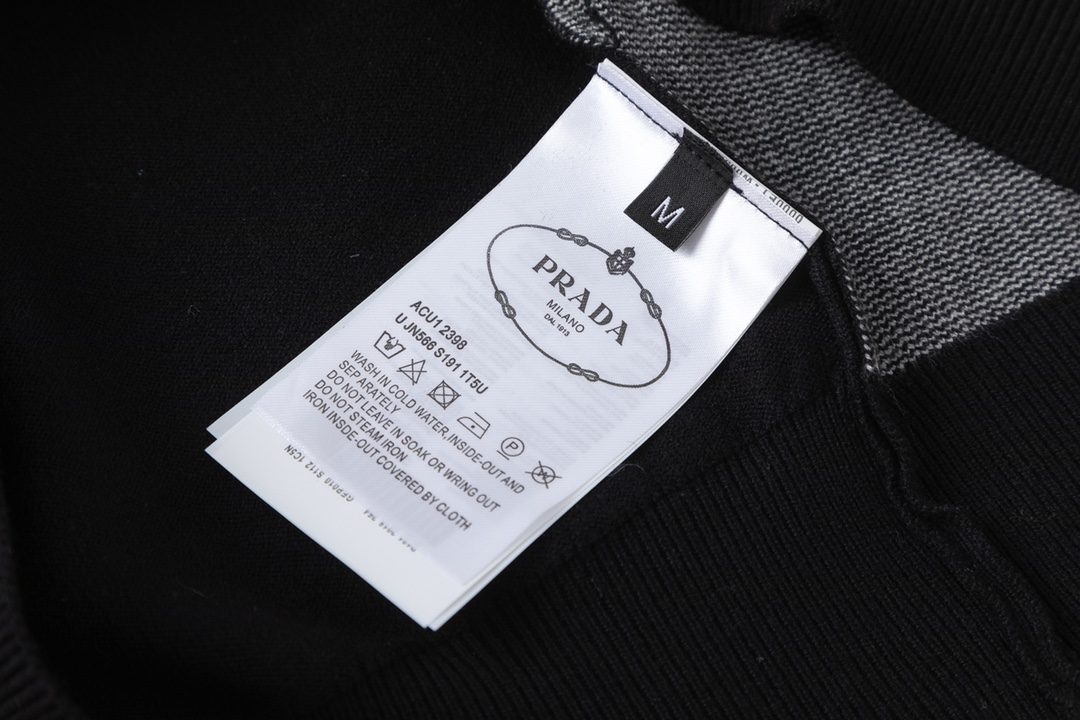 M
PRADA
MILANO
DAL 1913
ACU1 2398
U JN566 S191 1T5U
P
WASH IN COLD WATER,INSIDE-OUT AND
SEPARATELY
DO NOT LEAVE IN SOAK OR WRING OUT
DO NOT STEAM IRON
IRON INSDE-OUT COVERED BY CLOTH